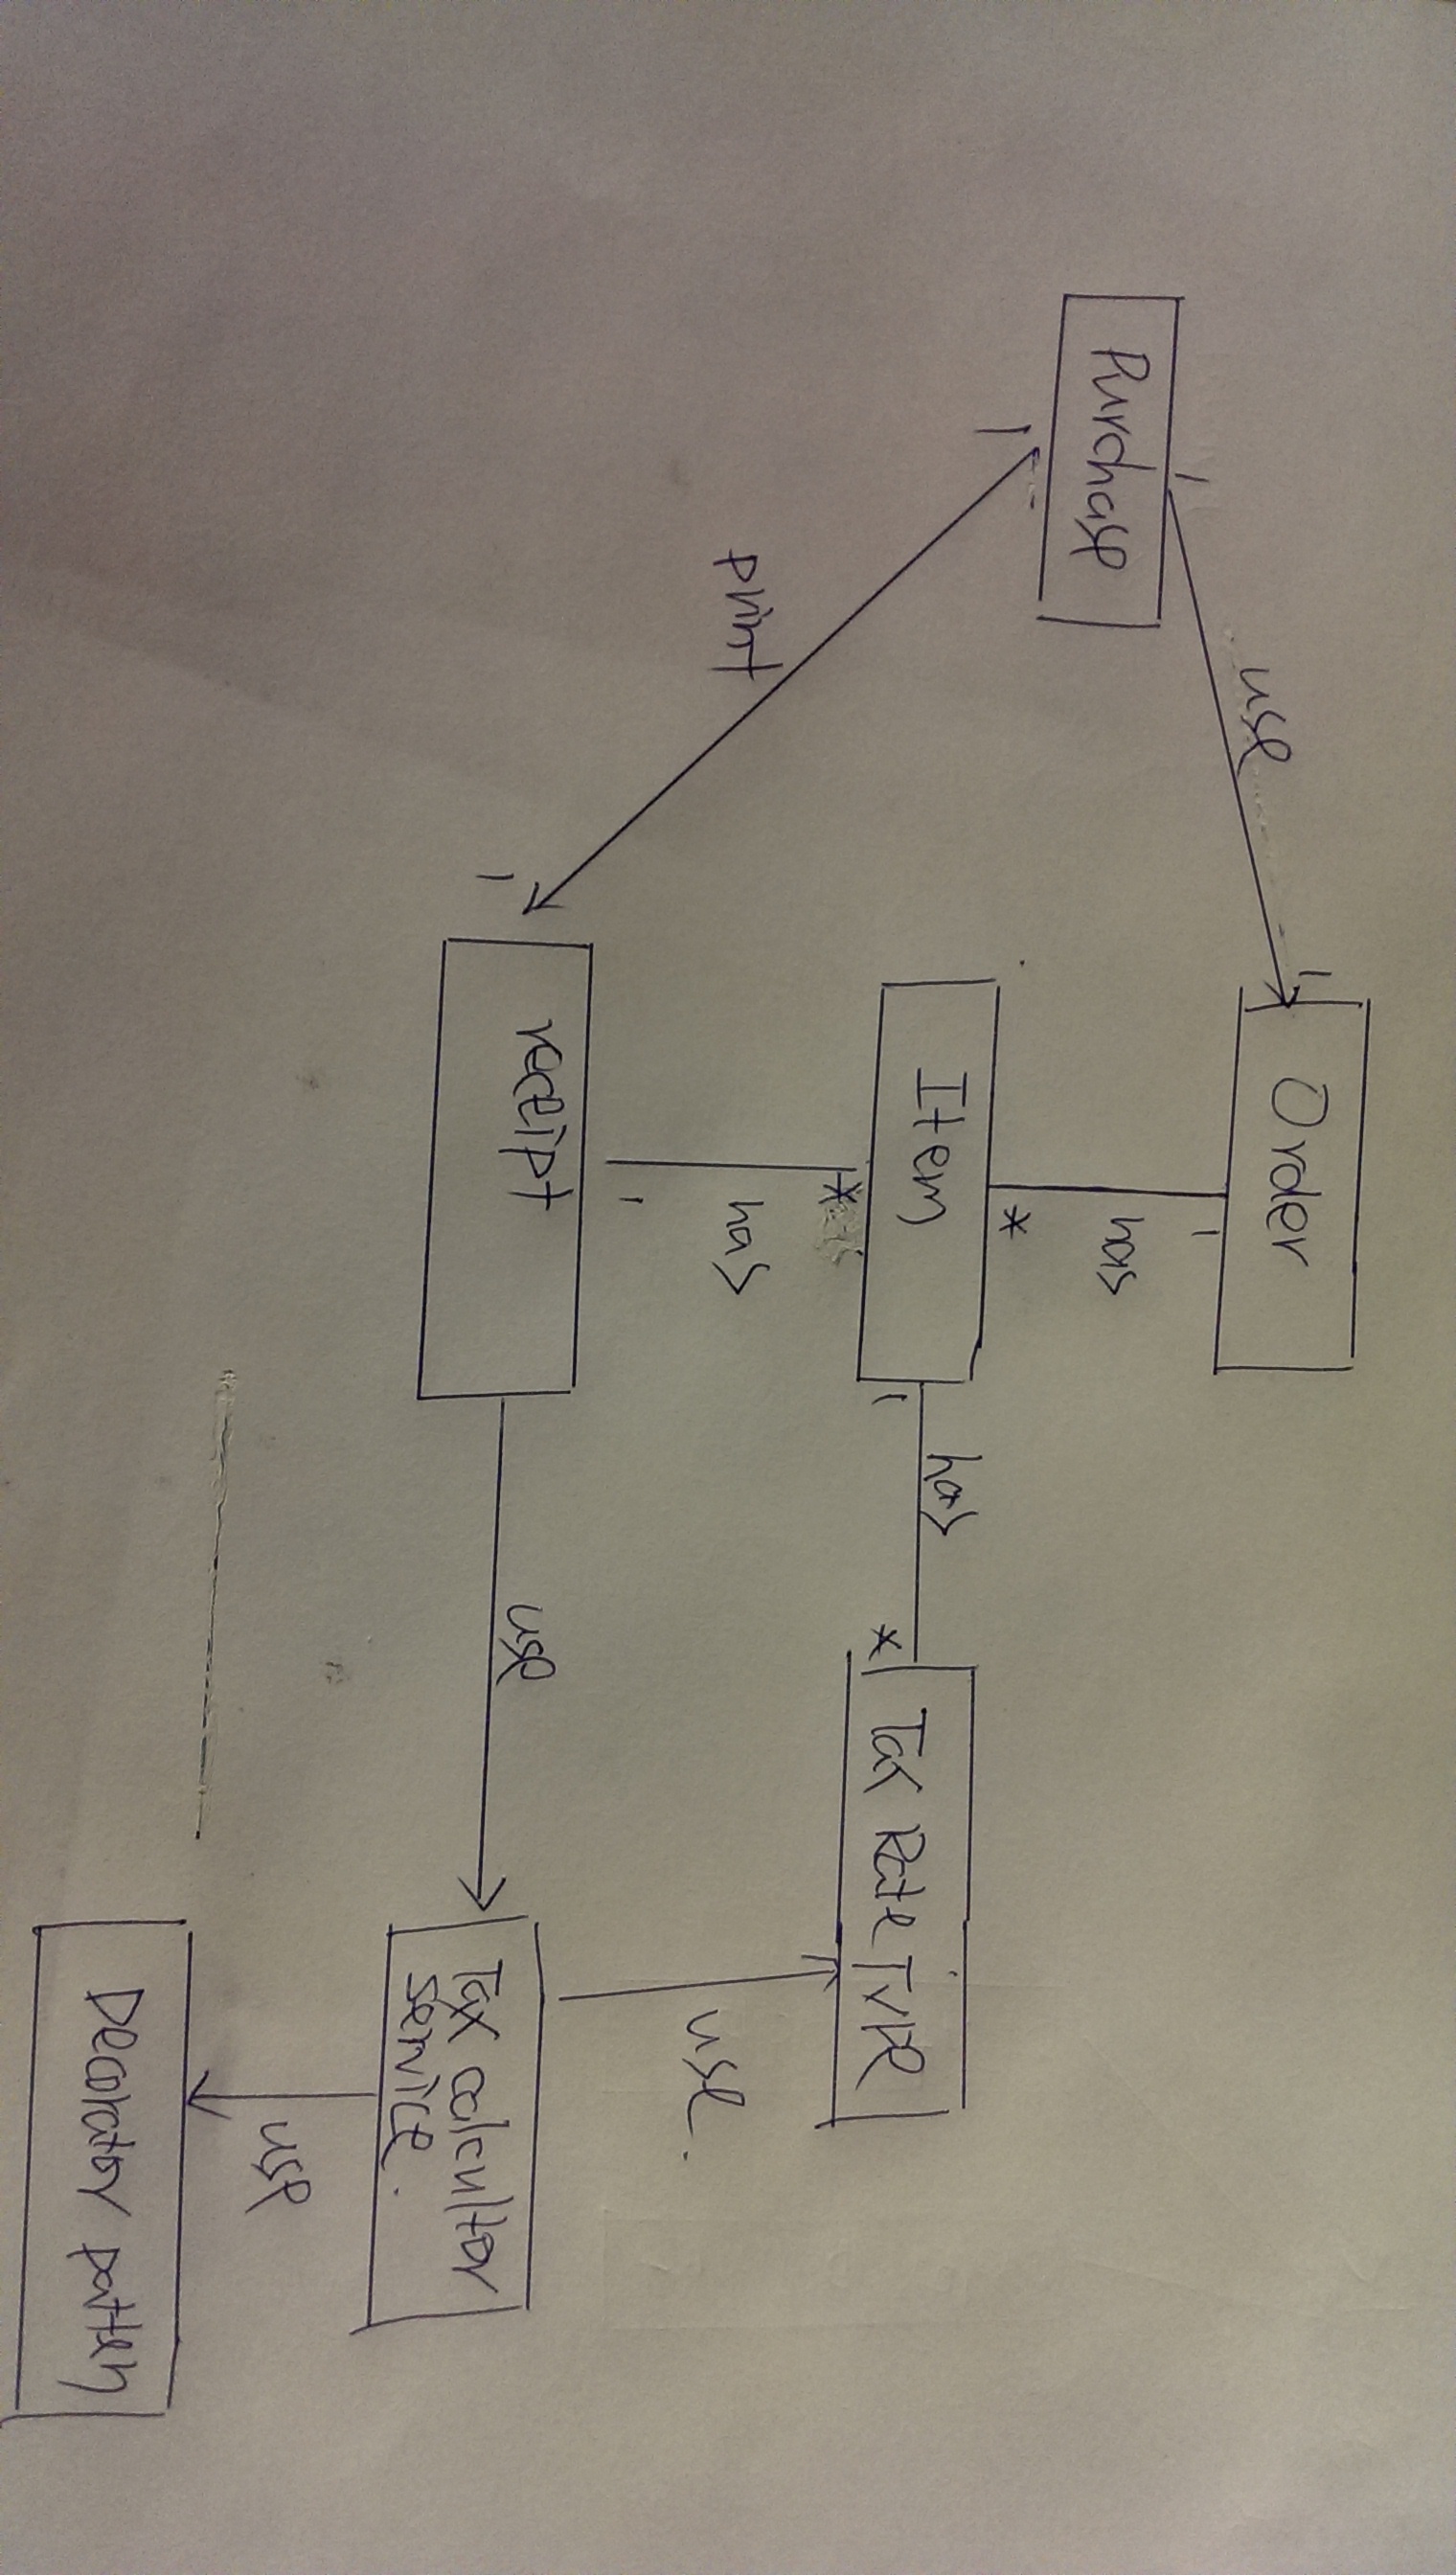 Order
1
1
use
1
has
Purchase
*
1
Item
1
has
*
Tax Rate Type
print
*
has
1
use.
1
receipt
use
Tax calcultor
service.
use
Decorator pattern